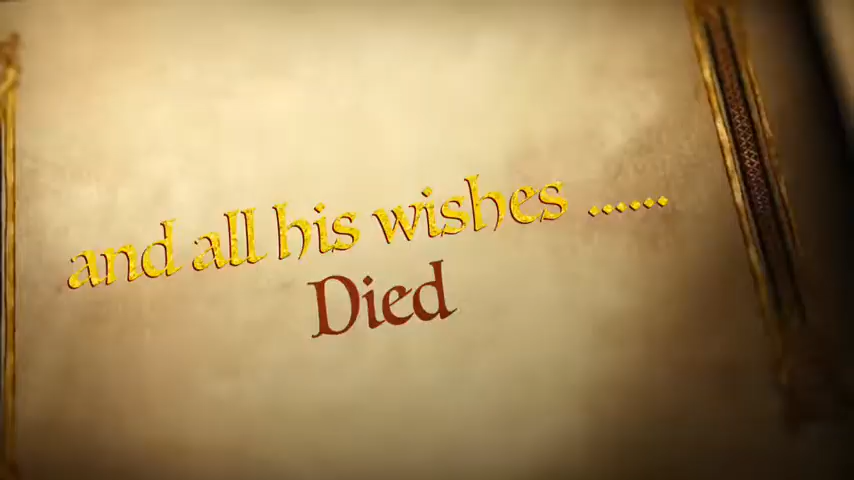 and all his wishes ......
Died